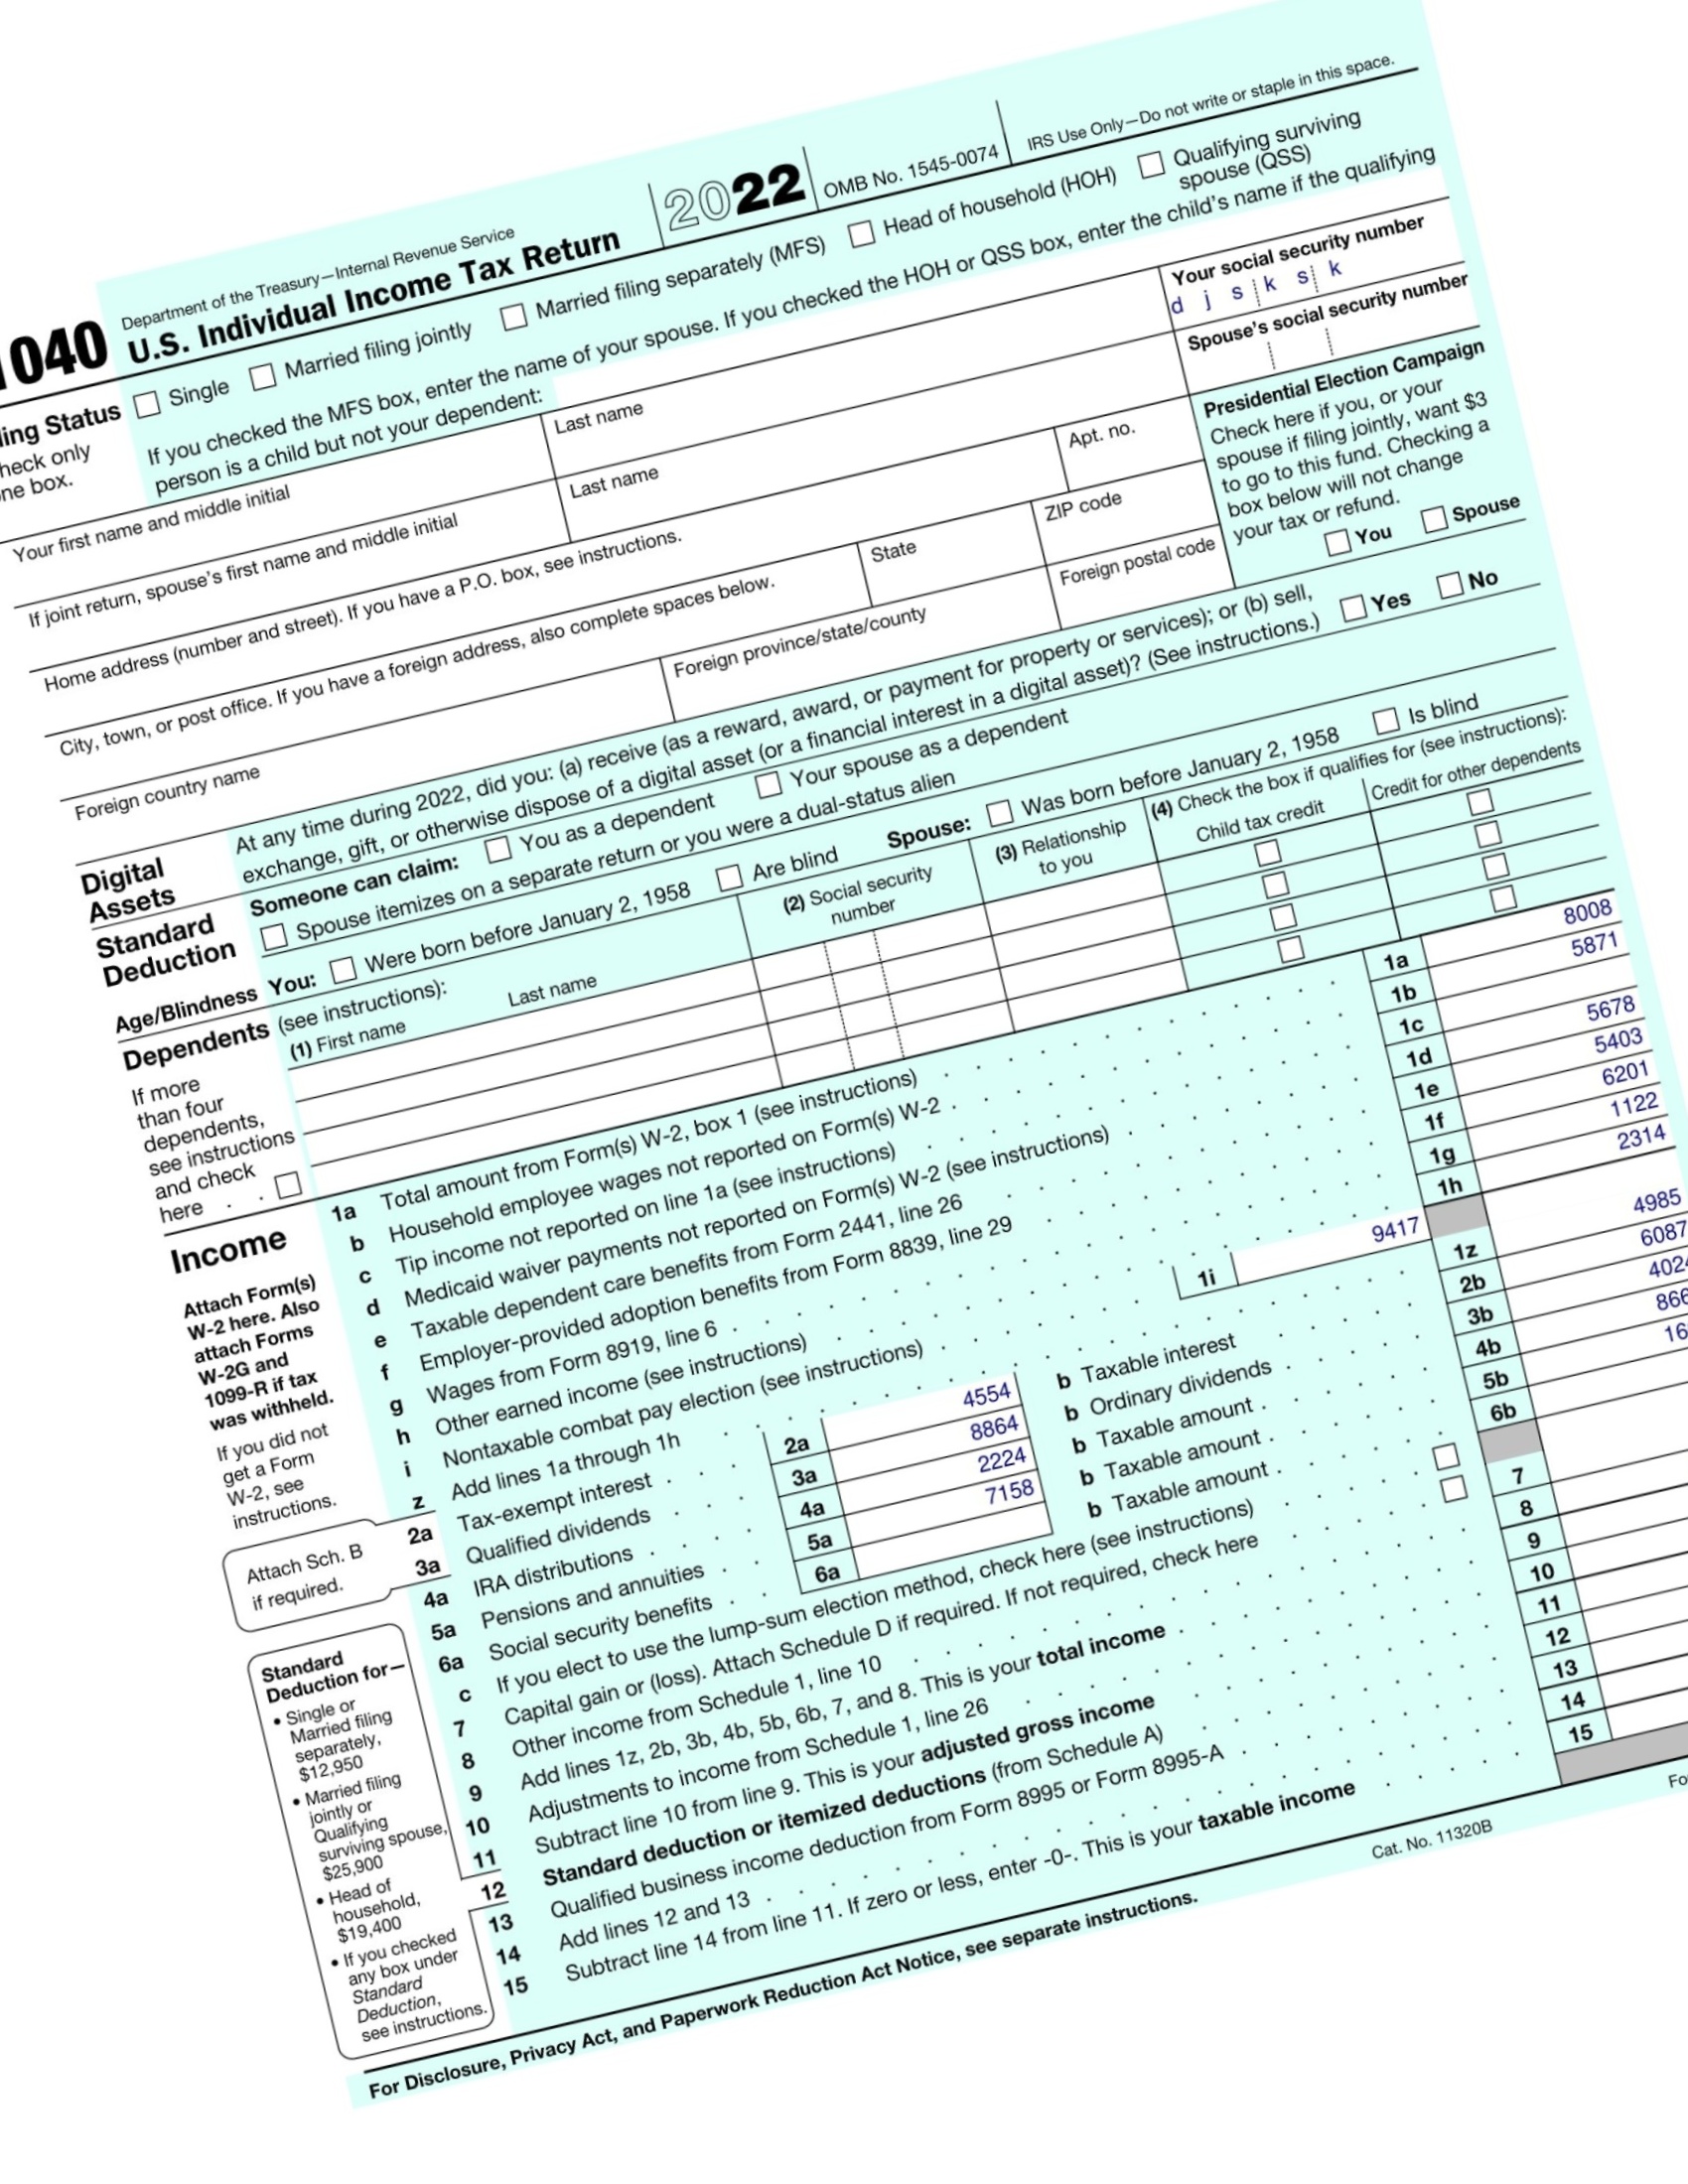 Department of the Treasury—Internal Revenue Service
1040 U.S. Individual Income Tax Return 2022 OMB No. 1545-0074 IRS Use Only—Do not write or staple in this space.
ing Status
heck only
ne box.
Single Married filing jointly Married filing separately (MFS) Head of household (HOH) Qualifying surviving spouse (QSS)
If you checked the MFS box, enter the name of your spouse. If you checked the HOH or QSS box, enter the child's name if the qualifying
person is a child but not your dependent:
Your first name and middle initial Last name Your social security number
d j s k s k
If joint return, spouse's first name and middle initial Last name Spouse's social security number
Home address (number and street). If you have a P.O. box, see instructions. Apt. no.
City, town, or post office. If you have a foreign address, also complete spaces below. State ZIP code
Foreign country name Foreign province/state/county Foreign postal code
Presidential Election Campaign
Check here if you, or your
spouse if filing jointly, want $3
to go to this fund. Checking a
box below will not change
your tax or refund.
You Spouse
Digital
Assets
At any time during 2022, did you: (a) receive (as a reward, award, or payment for property or services); or (b) sell,
exchange, gift, or otherwise dispose of a digital asset (or a financial interest in a digital asset)? (See instructions.) Yes No
Standard
Deduction
Someone can claim: You as a dependent Your spouse as a dependent
Spouse itemizes on a separate return or you were a dual-status alien
Age/Blindness You: Were born before January 2, 1958 Are blind Spouse: Was born before January 2, 1958 Is blind
Dependents (see instructions):
(1) First name Last name
(2) Social security
number
(3) Relationship
to you
(4) Check the box if qualifies for (see instructions):
Child tax credit Credit for other dependents
If more
than four
dependents,
see instructions
and check
here . .
Income
Attach Form(s)
W-2 here. Also
attach Forms
W-2G and
1099-R if tax
was withheld.
If you did not
get a Form
W-2, see
instructions.
1a Total amount from Form(s) W-2, box 1 (see instructions) 1a 8008
b Household employee wages not reported on Form(s) W-2 1b 5871
c Tip income not reported on line 1a (see instructions) 1c
d Medicaid waiver payments not reported on Form(s) W-2 (see instructions) 1d 5678
e Taxable dependent care benefits from Form 2441, line 26 1e 5403
f Employer-provided adoption benefits from Form 8839, line 29 1f 6201
g Wages from Form 8919, line 6 1g 1122
h Other earned income (see instructions) 1h 2314
i Nontaxable combat pay election (see instructions) 1i 9417
z Add lines 1a through 1h 1z 4985
Attach Sch. B
if required.
2a Tax-exempt interest 2a 4554 b Taxable interest 2b 6087
3a Qualified dividends 3a 8864 b Ordinary dividends 3b 4024
4a IRA distributions 4a 2224 b Taxable amount 4b 866
5a Pensions and annuities 5a 7158 b Taxable amount 5b 16
6a Social security benefits 6a b Taxable amount 6b
c If you elect to use the lump-sum election method, check here (see instructions)
7 Capital gain or (loss). Attach Schedule D if required. If not required, check here 7
8 Other income from Schedule 1, line 10 8
9 Add lines 1z, 2b, 3b, 4b, 5b, 6b, 7, and 8. This is your total income 9
10 Adjustments to income from Schedule 1, line 26 10
11 Subtract line 10 from line 9. This is your adjusted gross income 11
12 Standard deduction or itemized deductions (from Schedule A) 12
13 Qualified business income deduction from Form 8995 or Form 8995-A 13
14 Add lines 12 and 13 14
15 Subtract line 14 from line 11. If zero or less, enter -0-. This is your taxable income 15
Standard
Deduction for—
• Single or
Married filing
separately,
$12,950
• Married filing
jointly or
Qualifying
surviving spouse,
$25,900
• Head of
household,
$19,400
• If you checked
any box under
Standard
Deduction,
see instructions.
For Disclosure, Privacy Act, and Paperwork Reduction Act Notice, see separate instructions. Cat. No. 11320B